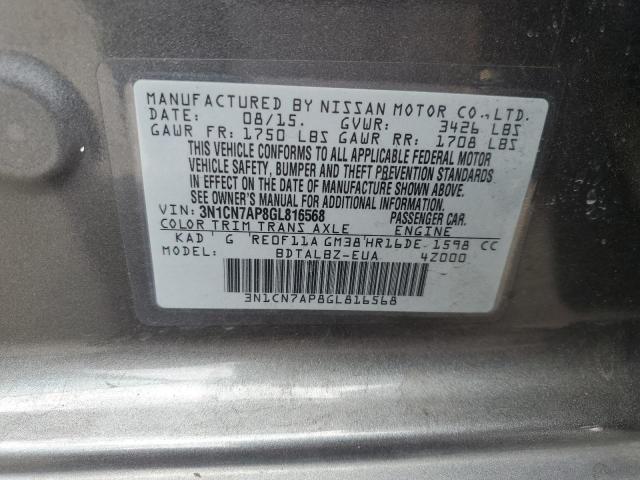 MANUFACTURED BY NISSAN MOTOR CO.,LTD.
DATE: 08/15. GVWR: 3426 LBS
GAWR FR: 1750 LBS GAWR RR: 1708 LBS
THIS VEHICLE CONFORMS TO ALL APPLICABLE FEDERAL MOTOR
VEHICLE SAFETY, BUMPER AND THEFT PREVENTION STANDARDS
IN EFFECT ON THE DATE OF MANUFACTURE SHOWN ABOVE.
SEE OWNER'S MANUAL FOR ADDITIONAL INFORMATION
VIN: 3N1CN7AP8GL816568 PASSENGER CAR.
COLOR TRIM TRANS AXLE ENGINE
KAD ' G 'RE0F11A GM38'HR16DE 1598 CC
MODEL: BDTALBZ-EUA 4Z000
3N1CN7AP8GL816568